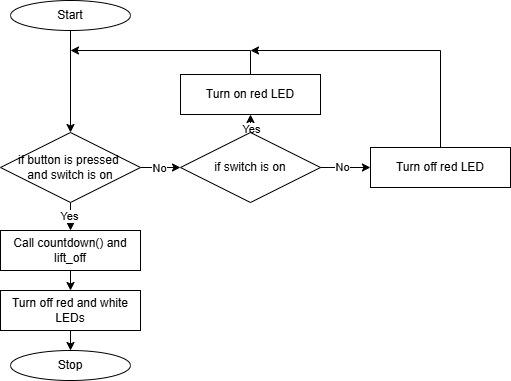 Start
Turn on red LED
Yes
if button is pressed
and switch is on
No
if switch is on
No
Turn off red LED
Yes
Call countdown() and
lift_off
Turn off red and white
LEDs
Stop